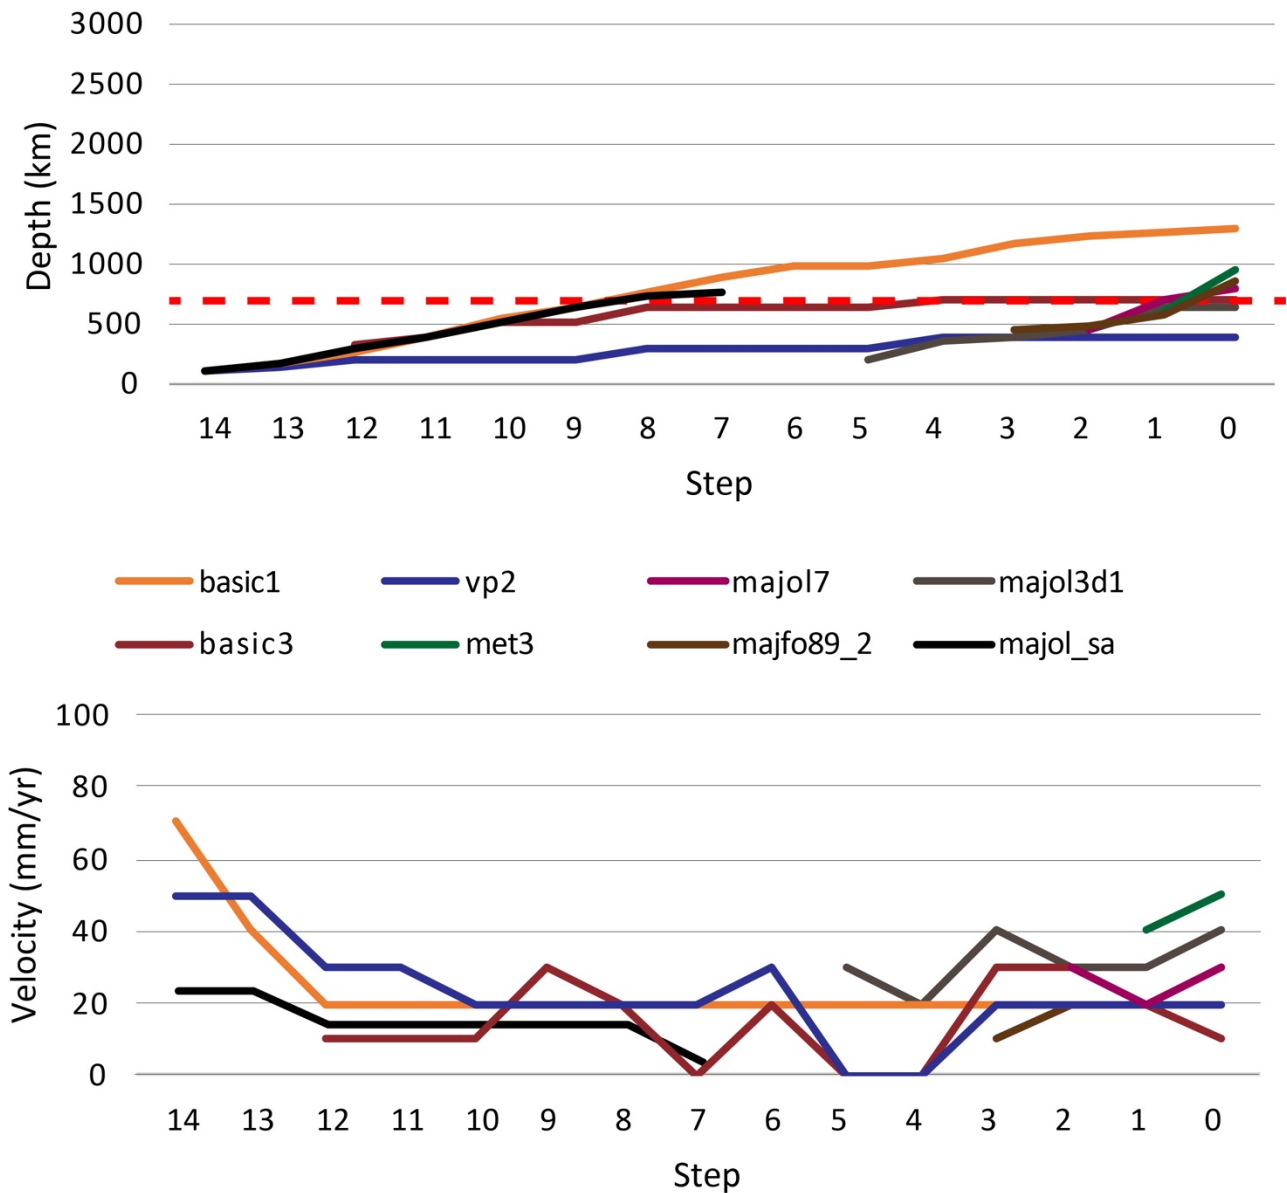 3000
2500
2000
1500
1000
500
0
Depth (km)
14 13 12 11 10 9 8 7 6 5 4 3 2 1 0
Step
basic1 vp2 majol7 majol3d1
basic3 met3 majfo89_2 majol_sa
100
80
60
40
20
0
Velocity (mm/yr)
14 13 12 11 10 9 8 7 6 5 4 3 2 1 0
Step